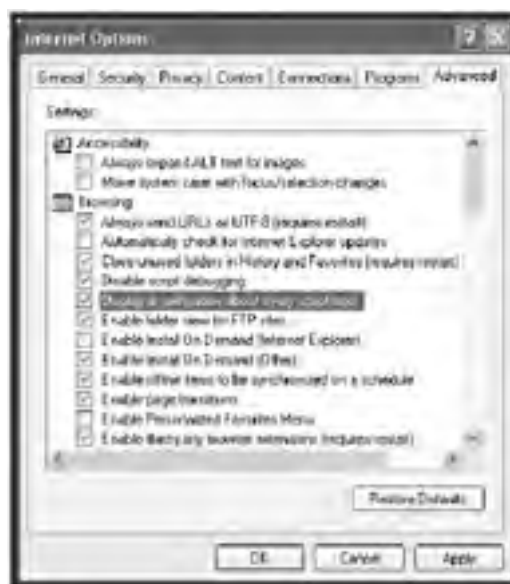 Internet Options
General Security Privacy Content Connections Programs Advanced
Settings:
Accessibility
Always expand ALT text for images
Move system caret with focus/selection changes
Browsing
Always send URLs as UTF-8 (requires restart)
Automatically check for Internet Explorer updates
Close unused folders in History and Favorites (requires restart)
Disable script debugging
Display a notification about every script error
Enable folder view for FTP sites
Enable Install On Demand (Internet Explorer)
Enable Install On Demand (Other)
Enable offline items to be synchronized on a schedule
Enable page transitions
Enable Personalized Favorites Menu
Enable third-party browser extensions (requires restart)
Restore Defaults
OK Cancel Apply